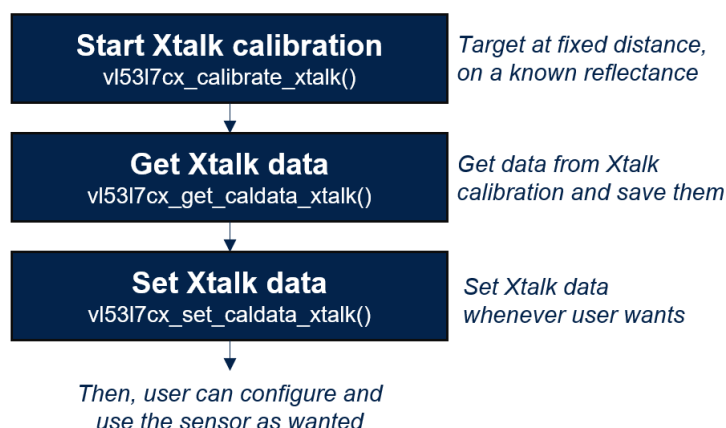 Start Xtalk calibration
vl53l7cx_calibrate_xtalk()
Target at fixed distance,
on a known reflectance
Get Xtalk data
vl53l7cx_get_caldata_xtalk()
Get data from Xtalk
calibration and save them
Set Xtalk data
vl53l7cx_set_caldata_xtalk()
Set Xtalk data
whenever user wants
Then, user can configure and
use the sensor as wanted